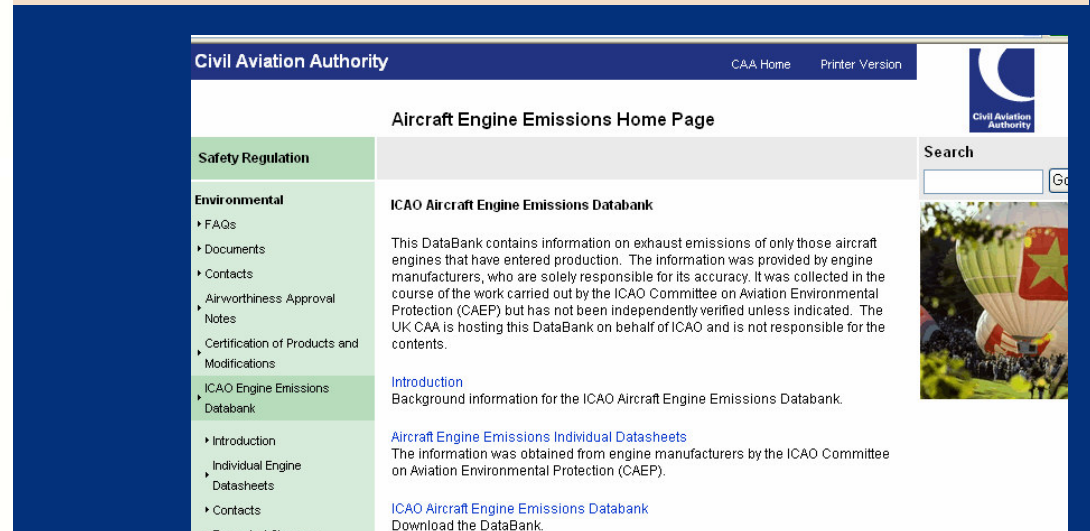 Civil Aviation Authority
CAA Home
Printer Version
Civil Aviation
Authority
Aircraft Engine Emissions Home Page
Safety Regulation
Search
Environmental
FAQs
Documents
Contacts
Airworthiness Approval
Notes
Certification of Products and
Modifications
ICAO Engine Emissions
Databank
Introduction
Individual Engine
Datasheets
Contacts
ICAO Aircraft Engine Emissions Databank
This DataBank contains information on exhaust emissions of only those aircraft
engines that have entered production. The information was provided by engine
manufacturers, who are solely responsible for its accuracy. It was collected in the
course of the work carried out by the ICAO Committee on Aviation Environmental
Protection (CAEP) but has not been independently verified unless indicated. The
UK CAA is hosting this DataBank on behalf of ICAO and is not responsible for the
contents.
Introduction
Background information for the ICAO Aircraft Engine Emissions Databank.
Aircraft Engine Emissions Individual Datasheets
The information was obtained from engine manufacturers by the ICAO Committee
on Aviation Environmental Protection (CAEP).
ICAO Aircraft Engine Emissions Databank
Download the DataBank.